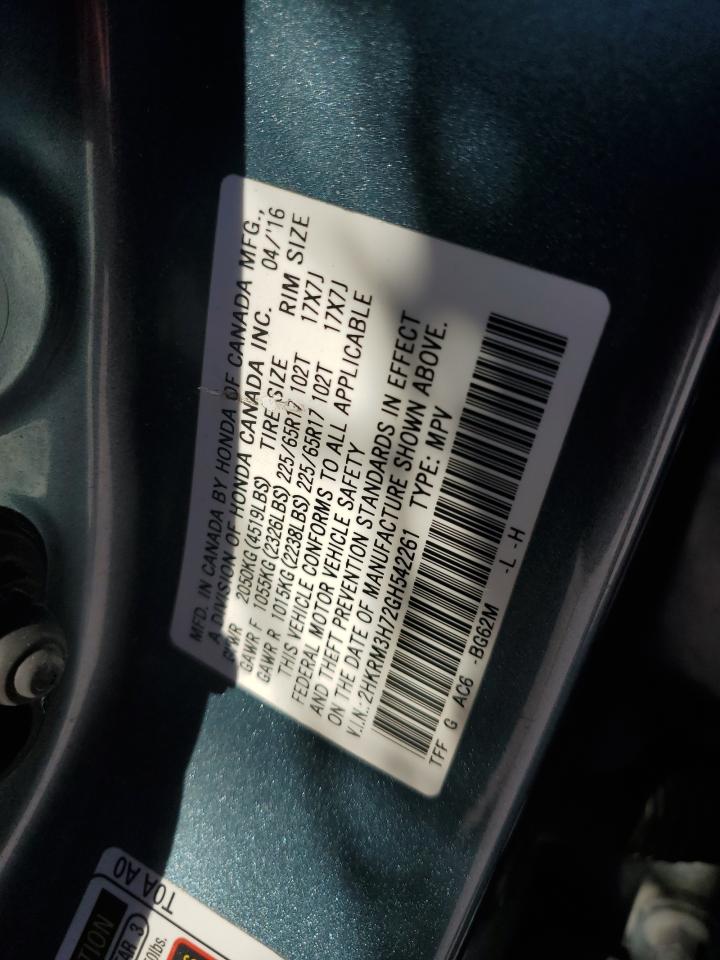 MFD. IN CANADA BY HONDA OF CANADA MFG.,
A DIVISION OF HONDA CANADA INC. 04/'16
GVWR 2050KG(4519LBS) TIRE SIZE RIM SIZE
GAWR F 1055KG(2326LBS) 225/65R17 102T 17X7J
GAWR R 1015KG(2238LBS) 225/65R17 102T 17X7J
THIS VEHICLE CONFORMS TO ALL APPLICABLE
FEDERAL MOTOR VEHICLE SAFETY
AND THEFT PREVENTION STANDARDS IN EFFECT
ON THE DATE OF MANUFACTURE SHOWN ABOVE.
V.I.N.:2HKRM3H72GH542261 TYPE: MPV
TFF G AC6 -BG62M -L -H
T0A A0